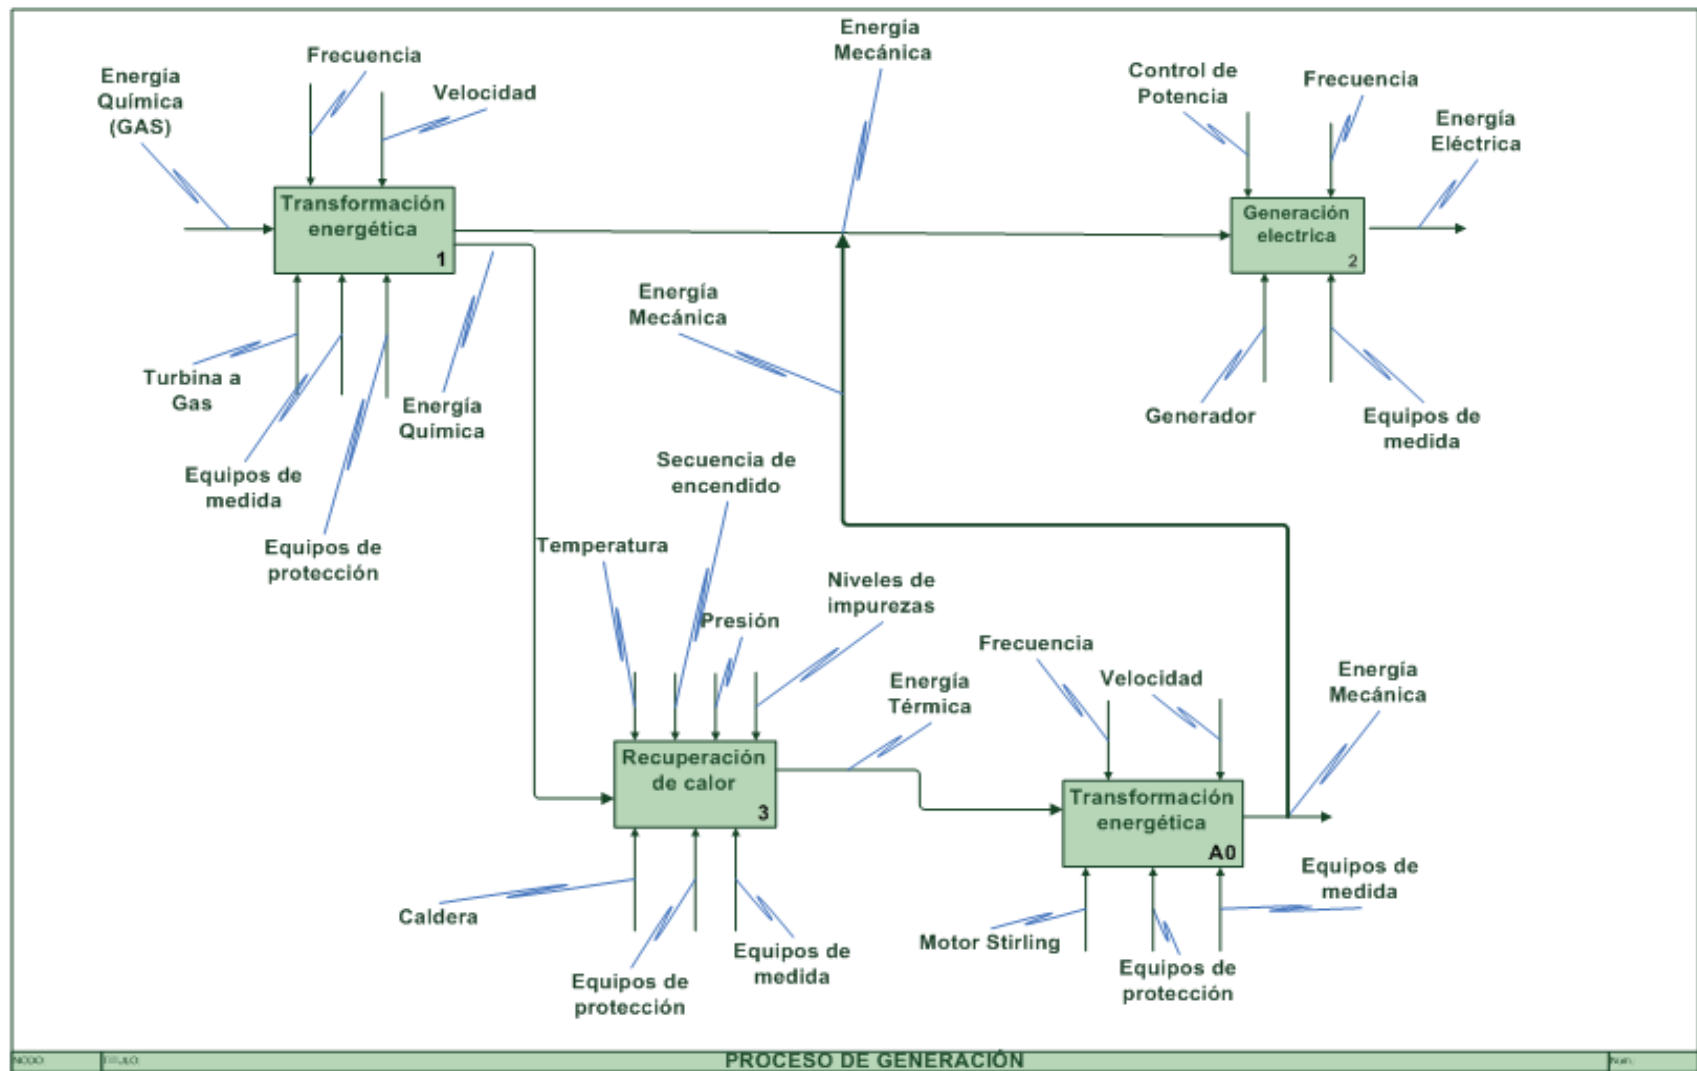 Energía
Mecánica
Frecuencia
Energía
Química
(GAS)
Velocidad
Control de
Potencia
Frecuencia
Energía
Eléctrica
Transformación
energética
1
Generación
electrica
2
Energía
Mecánica
Turbina a
Gas
Energía
Química
Generador
Equipos de
medida
Equipos de
medida
Secuencia de
encendido
Equipos de
protección
Temperatura
Niveles de
impurezas
Presión
Frecuencia
Velocidad
Energía
Térmica
Energía
Mecánica
Recuperación
de calor
3
Transformación
energética
A0
Equipos de
medida
Caldera
Equipos de
protección
Equipos de
medida
Motor Stirling
Equipos de
protección
NODO:
TITULO:
PROCESO DE GENERACIÓN
Num.: